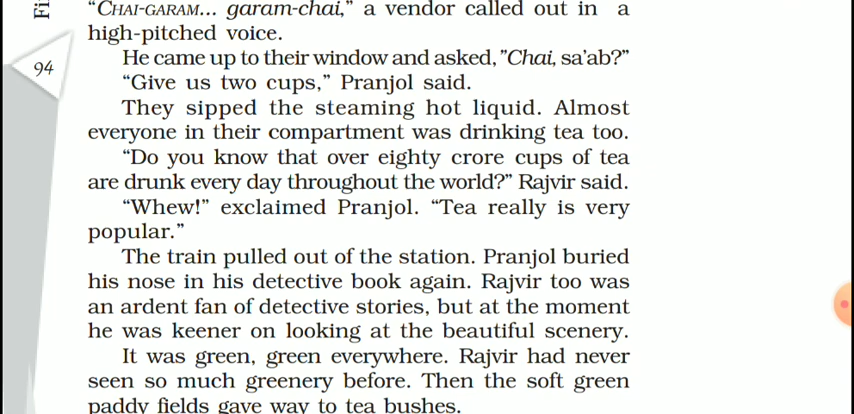 Fi
“CHAI-GARAM... garam-chai,” a vendor called out in a
high-pitched voice.
He came up to their window and asked, ”Chai, sa’ab?”
94
“Give us two cups,” Pranjol said.
They sipped the steaming hot liquid. Almost
everyone in their compartment was drinking tea too.
“Do you know that over eighty crore cups of tea
are drunk every day throughout the world?” Rajvir said.
“Whew!” exclaimed Pranjol. “Tea really is very
popular.”
The train pulled out of the station. Pranjol buried
his nose in his detective book again. Rajvir too was
an ardent fan of detective stories, but at the moment
he was keener on looking at the beautiful scenery.
It was green, green everywhere. Rajvir had never
seen so much greenery before. Then the soft green
paddy fields gave way to tea bushes.